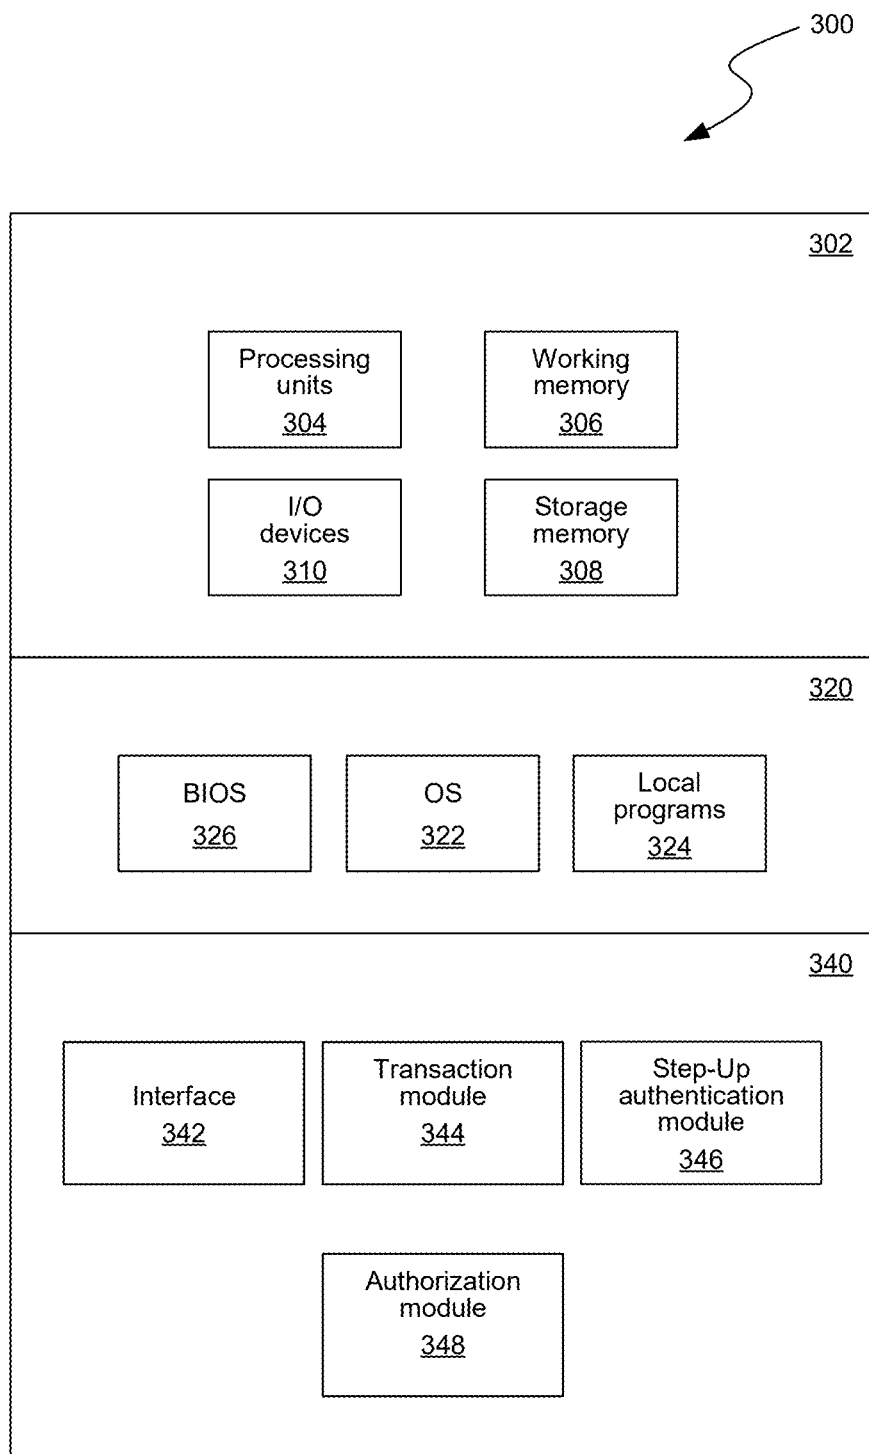 300
302
Processing
units
304
Working
memory
306
I/O
devices
310
Storage
memory
308
320
BIOS
326
OS
322
Local
programs
324
340
Interface
342
Transaction
module
344
Step-Up
authentication
module
346
Authorization
module
348